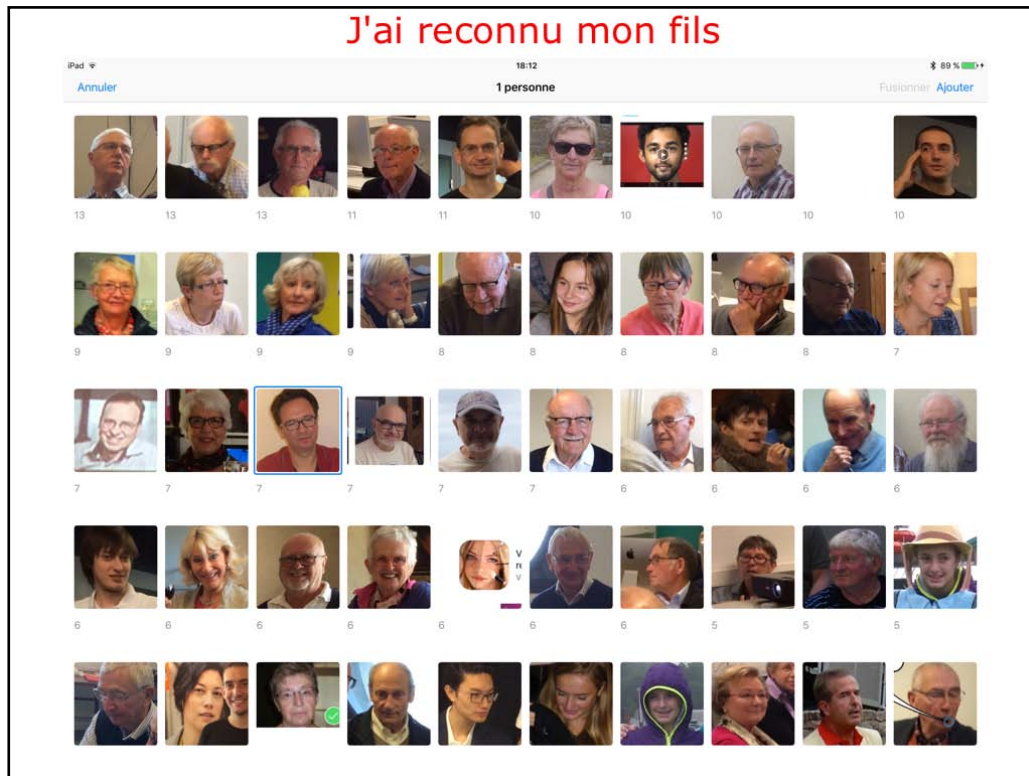 J'ai reconnu mon fils
iPad 18:12 89 %
Annuler 1 personne Fusionner Ajouter
13 13 13 11 11 10 10 10 10 10
9 9 9 9 8 8 8 8 8 7
7 7 7 7 7 7 6 6 6 6
V
n
v
6 6 6 6 6 6 6 5 5 5